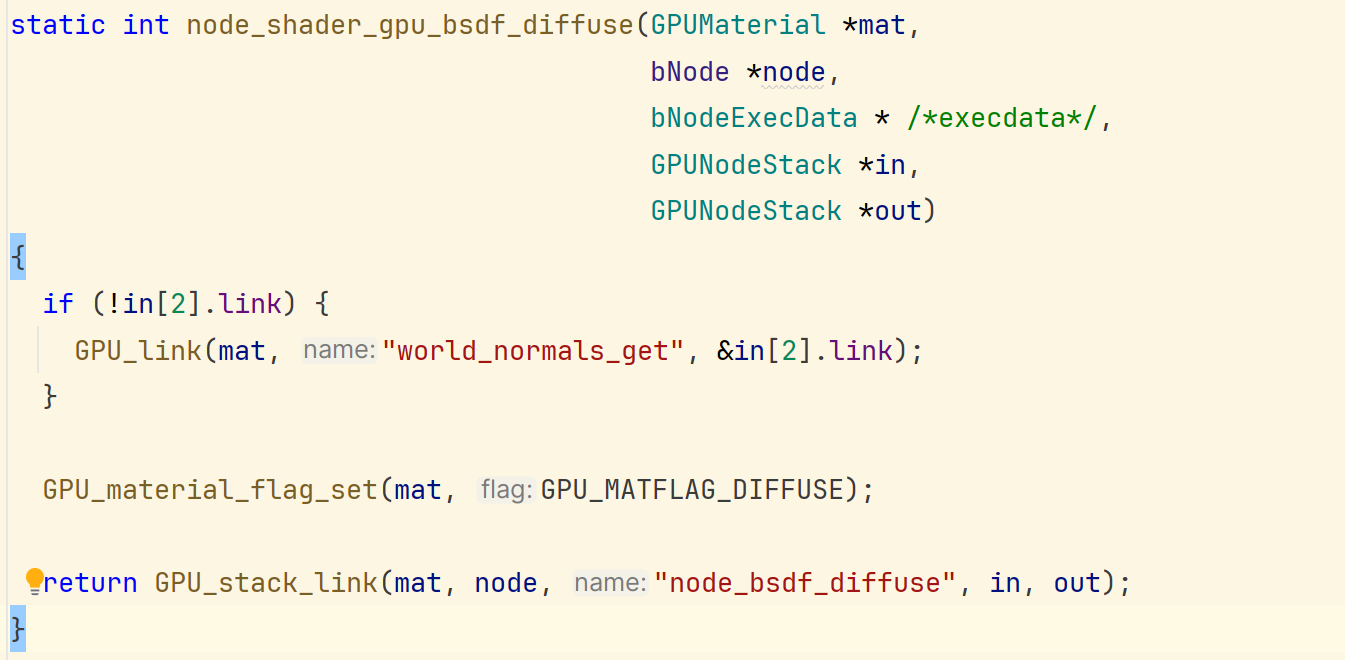 static int node_shader_gpu_bsdf_diffuse(GPUMaterial *mat,
                                        bNode *node,
                                        bNodeExecData * /*execdata*/,
                                        GPUNodeStack *in,
                                        GPUNodeStack *out)
{
  if (!in[2].link) {
    GPU_link(mat, name: "world_normals_get", &in[2].link);
  }

  GPU_material_flag_set(mat, flag: GPU_MATFLAG_DIFFUSE);

  return GPU_stack_link(mat, node, name: "node_bsdf_diffuse", in, out);
}